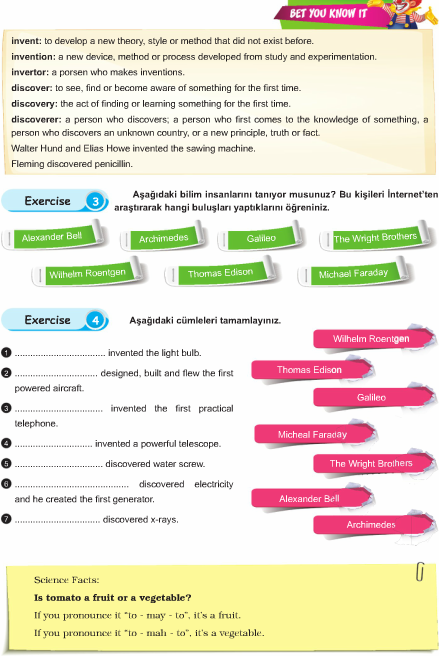 BET YOU KNOW IT
invent: to develop a new theory, style or method that did not exist before.
invention: a new device, method or process developed from study and experimentation.
invertor: a porsen who makes inventions.
discover: to see, find or become aware of something for the first time.
discovery: the act of finding or learning something for the first time.
discoverer: a person who discovers; a person who first comes to the knowledge of something, a
person who discovers an unknown country, or a new principle, truth or fact.
Walter Hund and Elias Howe invented the sawing machine.
Fleming discovered penicillin.
Exercise 3
Aşağıdaki bilim insanlarını tanıyor musunuz? Bu kişileri İnternet'ten
araştırarak hangi buluşları yaptıklarını öğreniniz.
Alexander Bell
Archimedes
Galileo
The Wright Brothers
Wilhelm Roentgen
Thomas Edison
Michael Faraday
Exercise 4
Aşağıdaki cümleleri tamamlayınız.
1 ................................... invented the light bulb.
2 ................................ designed, built and flew the first
powered aircraft.
3 .................................. invented the first practical
telephone.
4 .............................. invented a powerful telescope.
5 .................................. discovered water screw.
6 ............................................ discovered electricity
and he created the first generator.
7 ................................. discovered x-rays.
Wilhelm Roentgen
Thomas Edison
Galileo
Micheal Faraday
The Wright Brothers
Alexander Bell
Archimedes
Science Facts:
Is tomato a fruit or a vegetable?
If you pronounce it "to - may - to", it's a fruit.
If you pronounce it "to - mah - to", it's a vegetable.